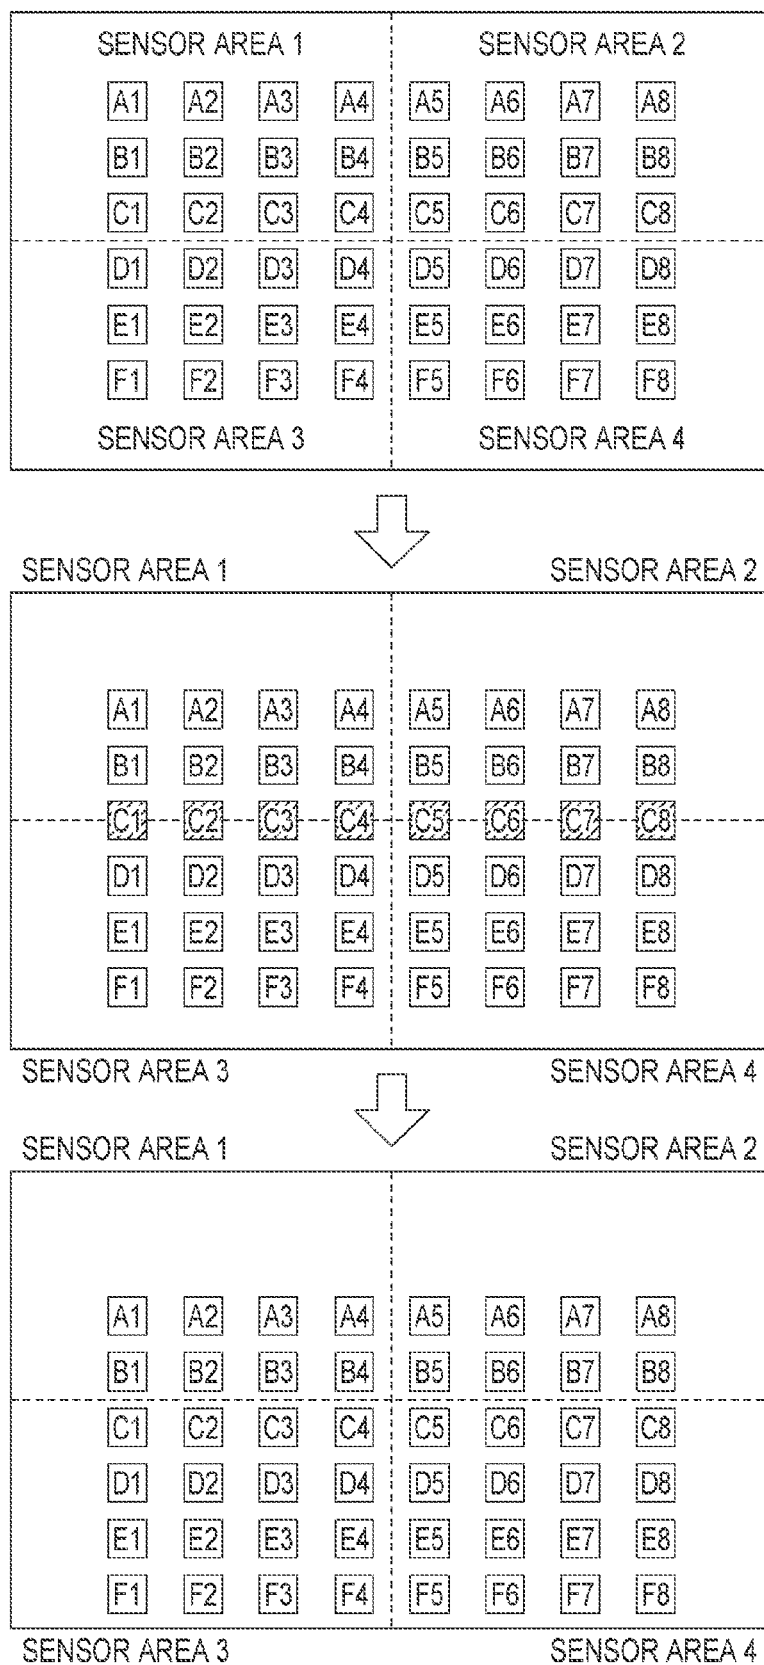 SENSOR AREA 1 SENSOR AREA 2
A1 A2 A3 A4 A5 A6 A7 A8
B1 B2 B3 B4 B5 B6 B7 B8
C1 C2 C3 C4 C5 C6 C7 C8
D1 D2 D3 D4 D5 D6 D7 D8
E1 E2 E3 E4 E5 E6 E7 E8
F1 F2 F3 F4 F5 F6 F7 F8
SENSOR AREA 3 SENSOR AREA 4
SENSOR AREA 1 SENSOR AREA 2
A1 A2 A3 A4 A5 A6 A7 A8
B1 B2 B3 B4 B5 B6 B7 B8
C1 C2 C3 C4 C5 C6 C7 C8
D1 D2 D3 D4 D5 D6 D7 D8
E1 E2 E3 E4 E5 E6 E7 E8
F1 F2 F3 F4 F5 F6 F7 F8
SENSOR AREA 3 SENSOR AREA 4
SENSOR AREA 1 SENSOR AREA 2
A1 A2 A3 A4 A5 A6 A7 A8
B1 B2 B3 B4 B5 B6 B7 B8
C1 C2 C3 C4 C5 C6 C7 C8
D1 D2 D3 D4 D5 D6 D7 D8
E1 E2 E3 E4 E5 E6 E7 E8
F1 F2 F3 F4 F5 F6 F7 F8
SENSOR AREA 3 SENSOR AREA 4